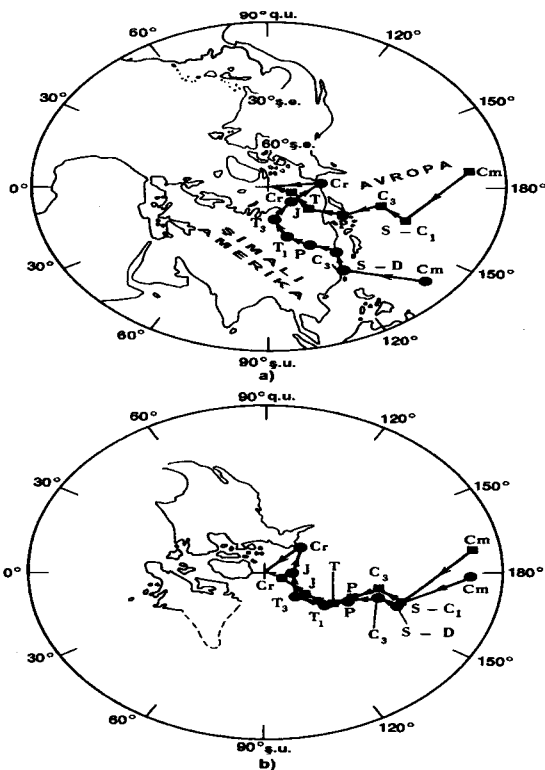 90° q.u.
60°
120°
30°
150°
30° ş.e.
60° ş.e.
AVROPA
Cm
0°
Cr
C₃
180°
Cr
T
P
J
S – C₁
T₃
T₁
P
C₃
S – D
Cm
ŞIMALI
AMERIKA
30°
150°
60°
120°
90° ş.u.
a)
90° q.u.
60°
120°
30°
150°
Cr
Cm
0°
J
T
C₃
180°
Cr
J
P
Cm
T₃
T₁
P
S – C₁
C₃
S – D
30°
150°
60°
120°
90° ş.u.
b)